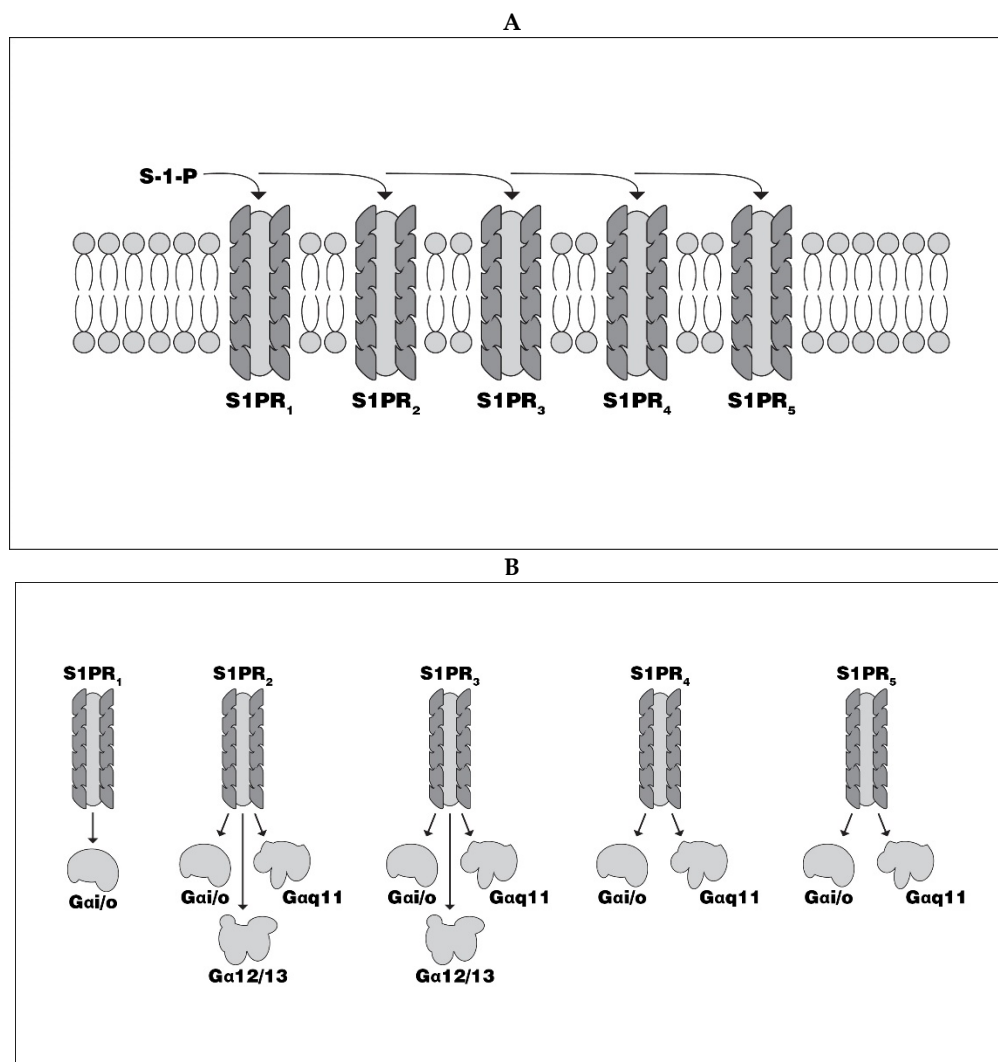 A
S-1-P
S1PR₁ S1PR₂ S1PR₃ S1PR₄ S1PR₅
B
S1PR₁ S1PR₂ S1PR₃ S1PR₄ S1PR₅
Gαi/o Gαi/o Gαq11 Gαi/o Gαq11 Gαi/o Gαq11 Gαi/o Gαq11
Gα12/13 Gα12/13